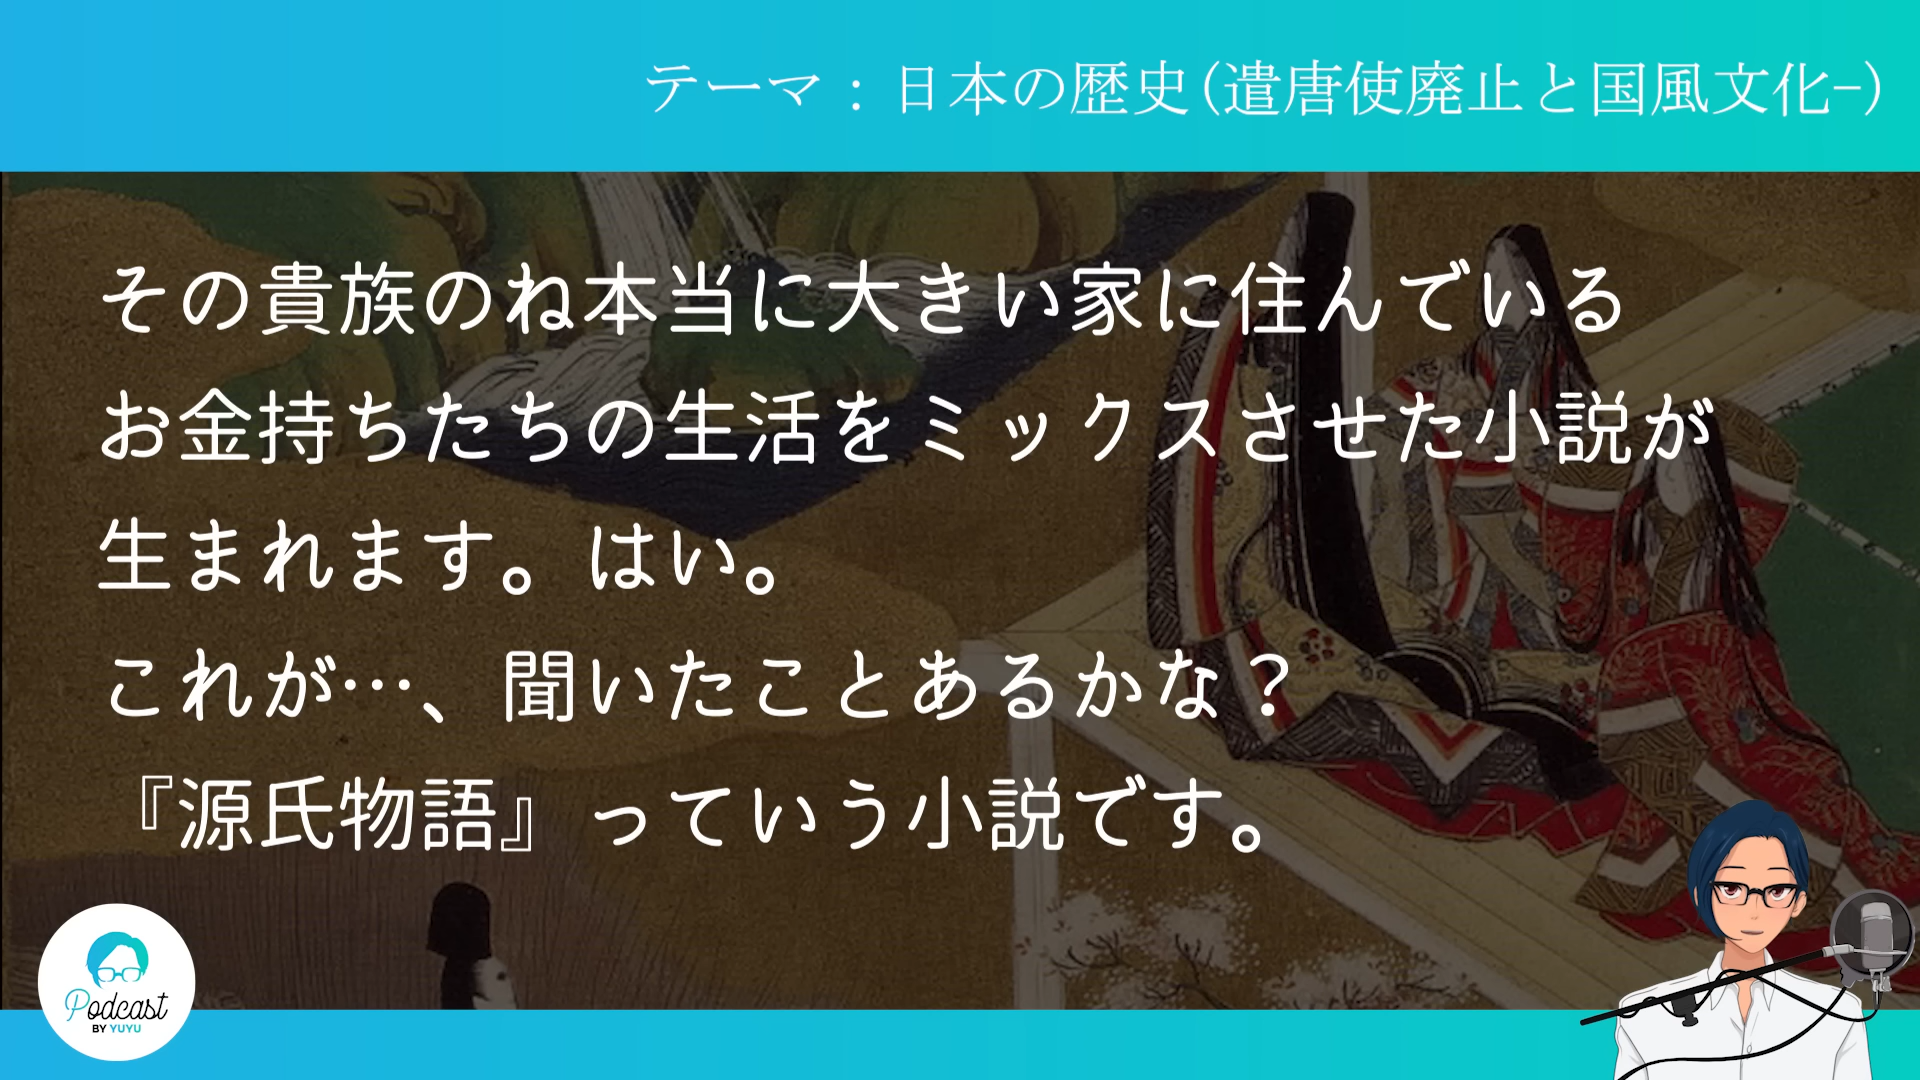 テーマ：日本の歴史(遣唐使廃止と国風文化-)
その貴族のね本当に大きい家に住んでいる
お金持ちたちの生活をミックスさせた小説が
生まれます。はい。
これが…、聞いたことあるかな？
『源氏物語』っていう小説です。
Podcast
BY YUYU